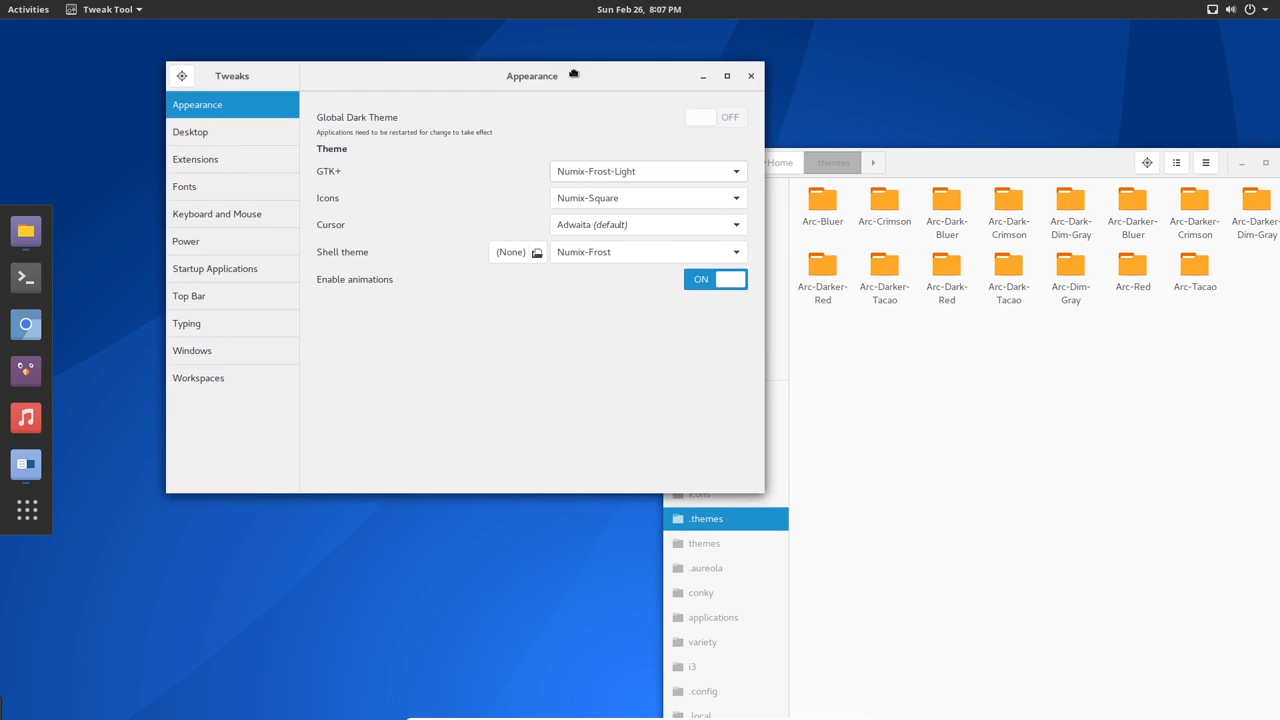 Activities
Tweak Tool
Sun Feb 26, 8:07 PM
Tweaks
Appearance
Appearance
Desktop
Extensions
Fonts
Keyboard and Mouse
Power
Startup Applications
Top Bar
Typing
Windows
Workspaces
Global Dark Theme
OFF
Applications need to be restarted for change to take effect
Theme
GTK+
Numix-Frost-Light
Icons
Numix-Square
Cursor
Adwaita (default)
Shell theme
(None)
Numix-Frost
Enable animations
ON
Home
.themes
Arc-Bluer
Arc-Crimson
Arc-Dark-
Bluer
Arc-Dark-
Crimson
Arc-Dark-
Dim-Gray
Arc-Darker-
Bluer
Arc-Darker-
Crimson
Arc-Darker-
Dim-Gray
Arc-Darker-
Red
Arc-Darker-
Tacao
Arc-Dark-
Red
Arc-Dark-
Tacao
Arc-Dim-
Gray
Arc-Red
Arc-Tacao
icons
.themes
themes
.aureola
conky
applications
variety
i3
.config
.local